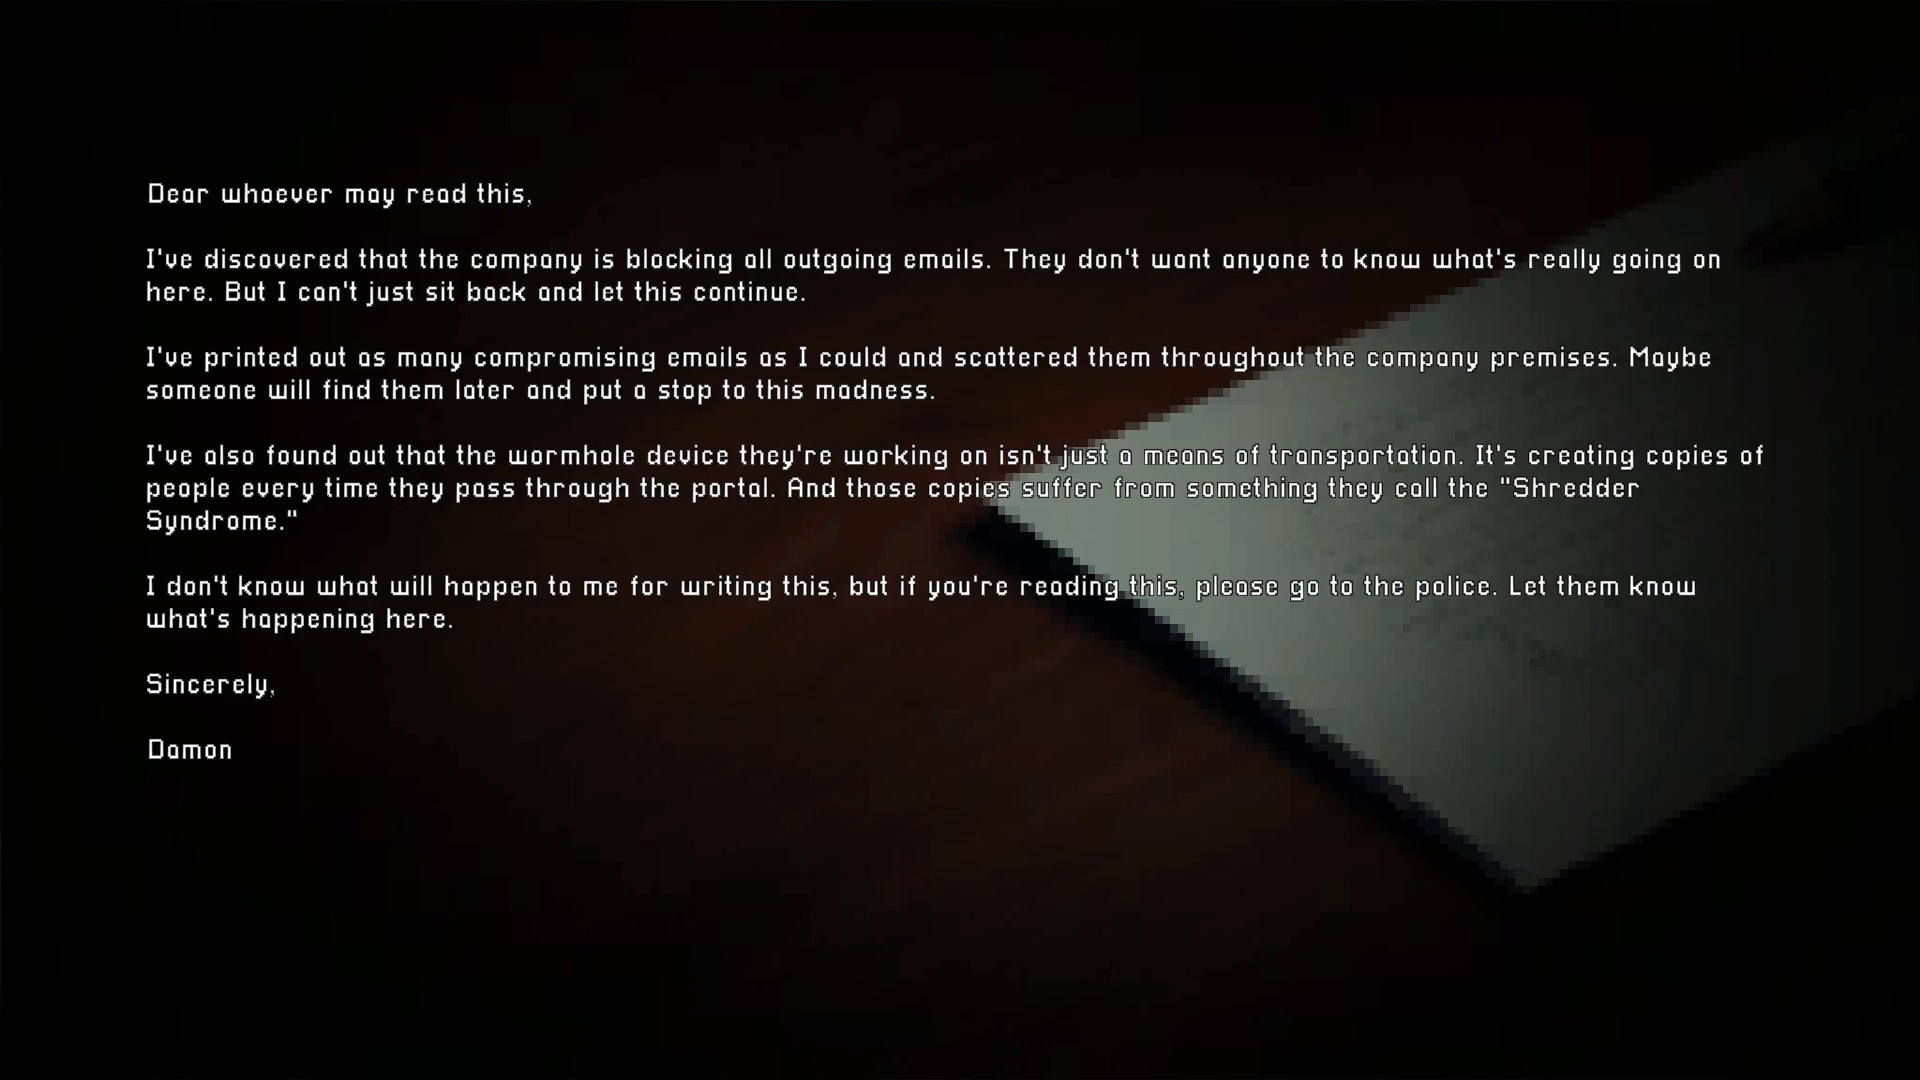 Dear whoever may read this,
I've discovered that the company is blocking all outgoing emails. They don't want anyone to know what's really going on
here. But I can't just sit back and let this continue.
I've printed out as many compromising emails as I could and scattered them throughout the company premises. Maybe
someone will find them later and put a stop to this madness.
I've also found out that the wormhole device they're working on isn't just a means of transportation. It's creating copies of
people every time they pass through the portal. And those copies suffer from something they call the "Shredder
Syndrome."
I don't know what will happen to me for writing this, but if you're reading this, please go to the police. Let them know
what's happening here.
Sincerely,
Damon